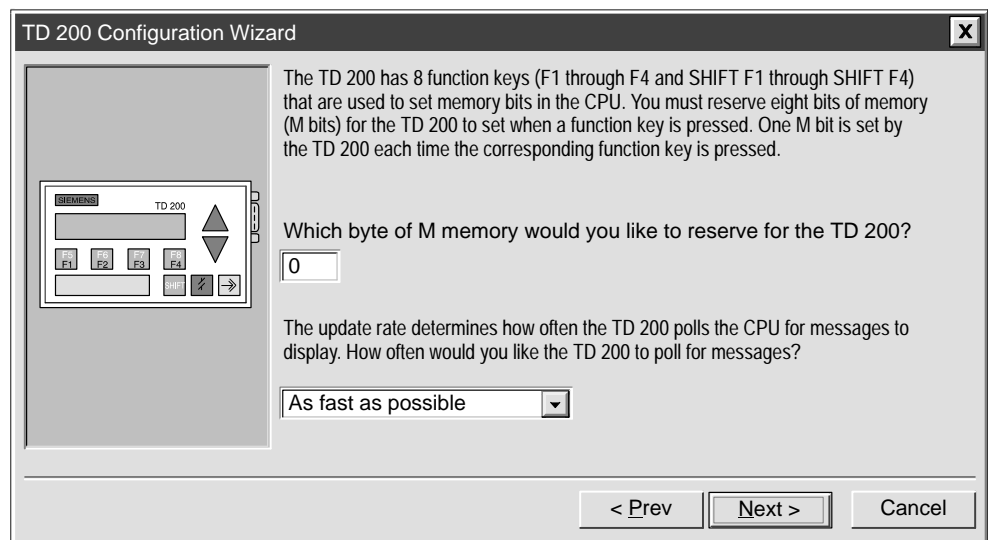 TD 200 Configuration Wizard
X
The TD 200 has 8 function keys (F1 through F4 and SHIFT F1 through SHIFT F4)
that are used to set memory bits in the CPU. You must reserve eight bits of memory
(M bits) for the TD 200 to set when a function key is pressed. One M bit is set by
the TD 200 each time the corresponding function key is pressed.
SIEMENS
TD 200
F5 F6 F7 F8
F1 F2 F3 F4
SHIFT
Which byte of M memory would you like to reserve for the TD 200?
0
The update rate determines how often the TD 200 polls the CPU for messages to
display. How often would you like the TD 200 to poll for messages?
As fast as possible
< Prev Next > Cancel